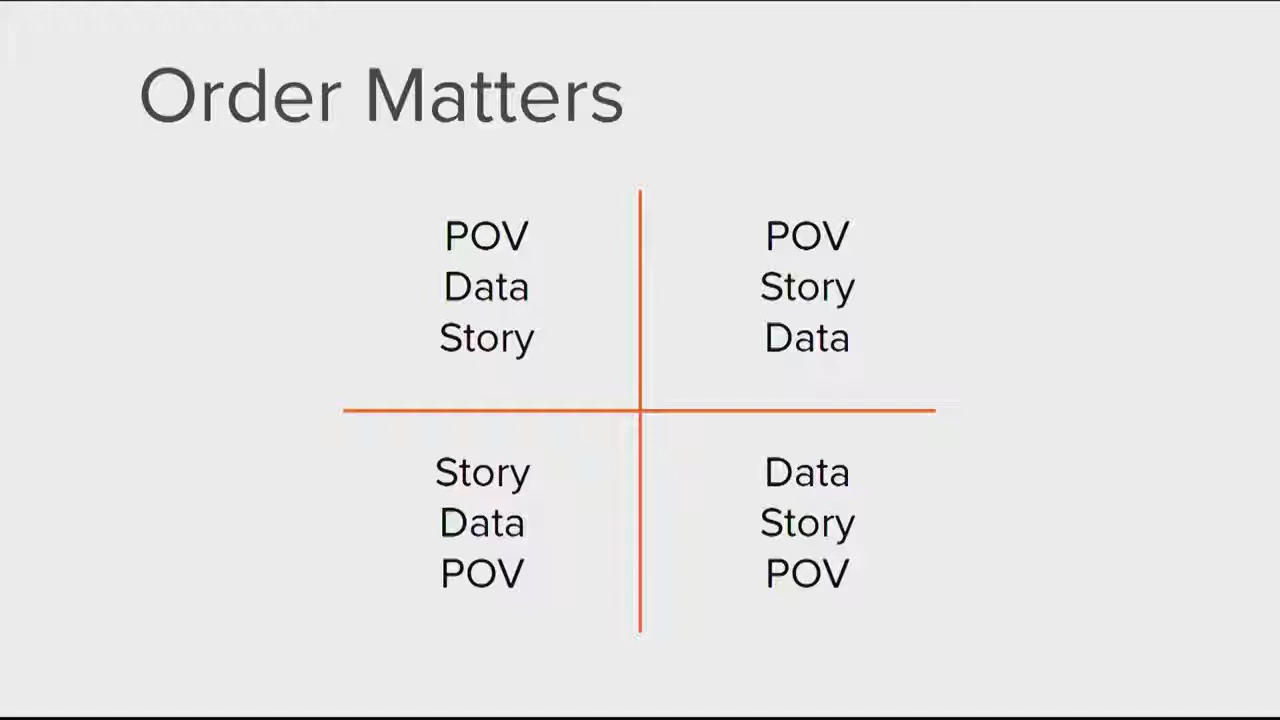 Order Matters
POV
Data
Story
POV
Story
Data
Story
Data
POV
Data
Story
POV